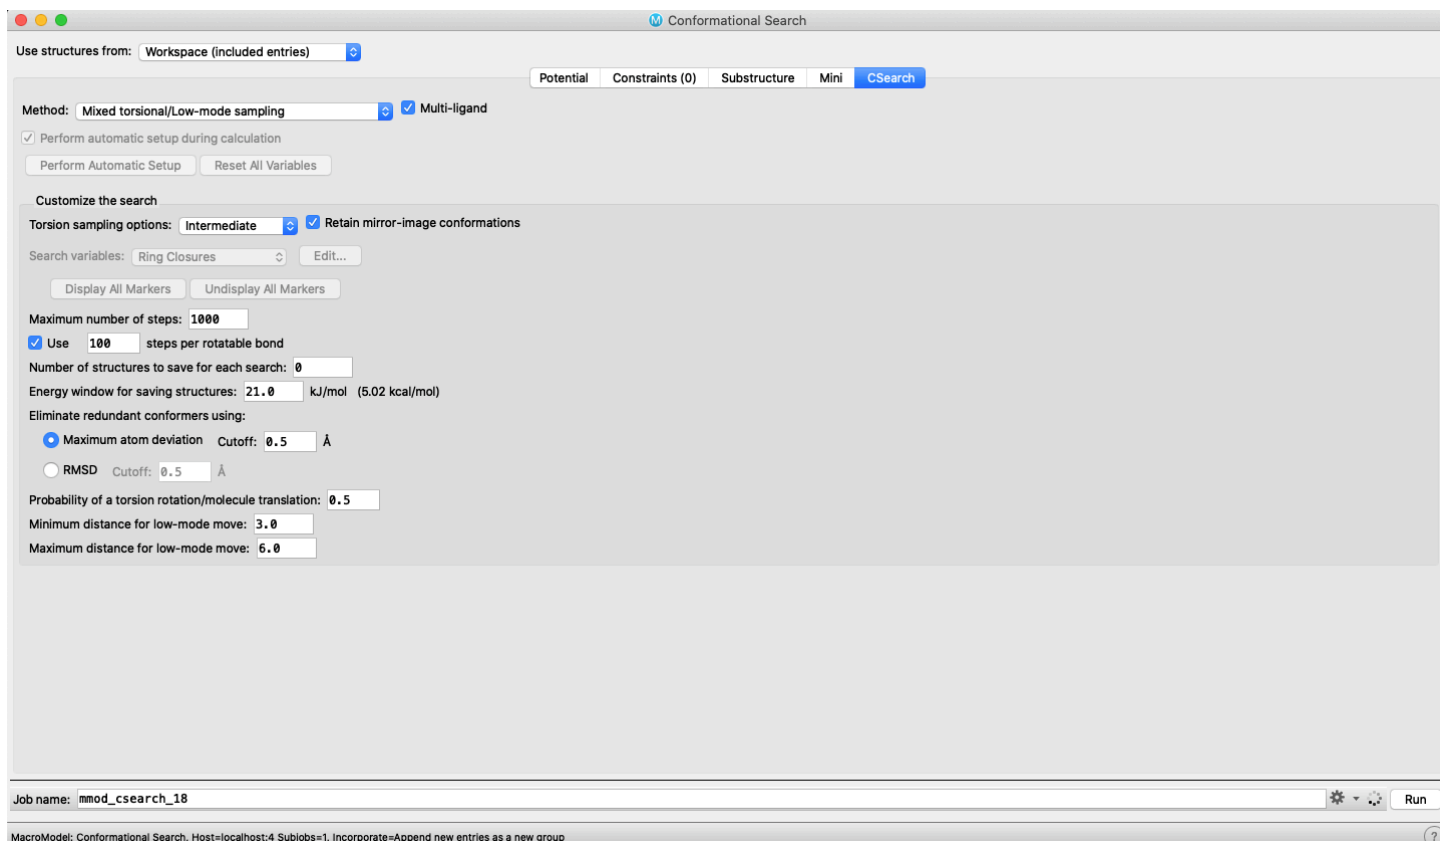 Conformational Search
Use structures from: Workspace (included entries)
Potential Constraints (0) Substructure Mini CSearch
Method: Mixed torsional/Low-mode sampling Multi-ligand
Perform automatic setup during calculation
Perform Automatic Setup Reset All Variables
Customize the search
Torsion sampling options: Intermediate Retain mirror-image conformations
Search variables: Ring Closures Edit...
Display All Markers Undisplay All Markers
Maximum number of steps: 1000
Use 100 steps per rotatable bond
Number of structures to save for each search: 0
Energy window for saving structures: 21.0 kJ/mol (5.02 kcal/mol)
Eliminate redundant conformers using:
Maximum atom deviation Cutoff: 0.5 Å
RMSD Cutoff: 0.5 Å
Probability of a torsion rotation/molecule translation: 0.5
Minimum distance for low-mode move: 3.0
Maximum distance for low-mode move: 6.0
Job name: mmod_csearch_18 Run
MacroModel: Conformational Search, Host=localhost:4 Subjobs=1, Incorporate=Append new entries as a new group ?